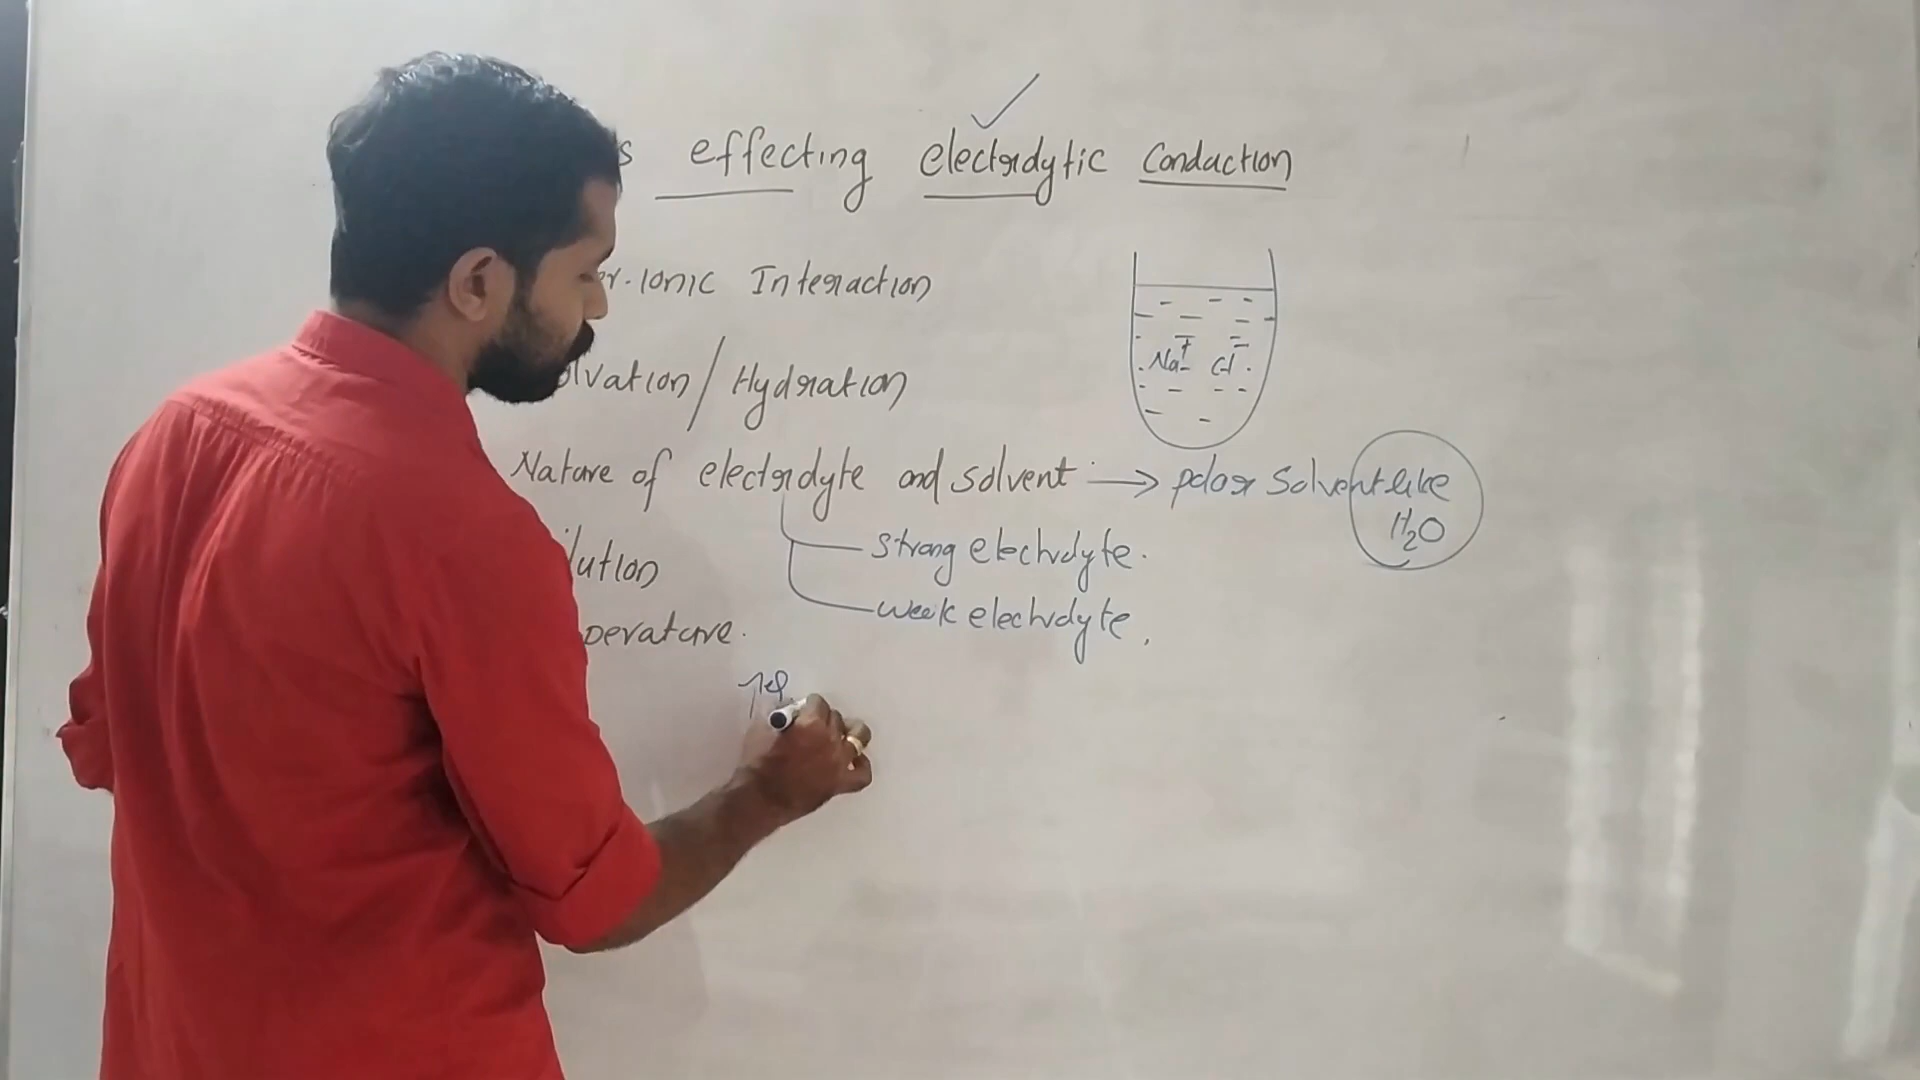 s effecting electrolytic Conduction
er-Ionic Interaction
olvation/Hydration
Na+ Cl-
Nature of electrolyte and solvent → polar solvent like
H2O
lution
strong electrolyte.
week electrolyte.
perature.